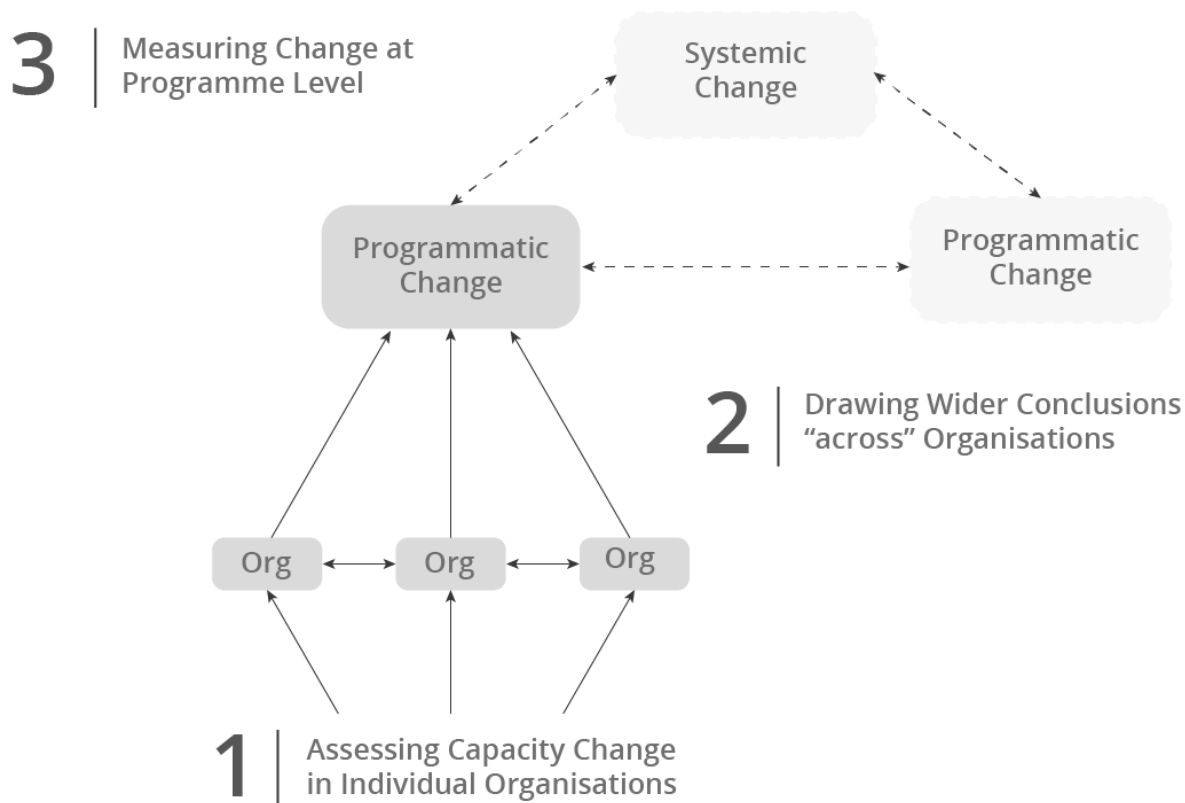 3
Measuring Change at
Programme Level
Systemic
Change
Programmatic
Change
Programmatic
Change
2
Drawing Wider Conclusions
“across” Organisations
Org
Org
Org
1
Assessing Capacity Change
in Individual Organisations